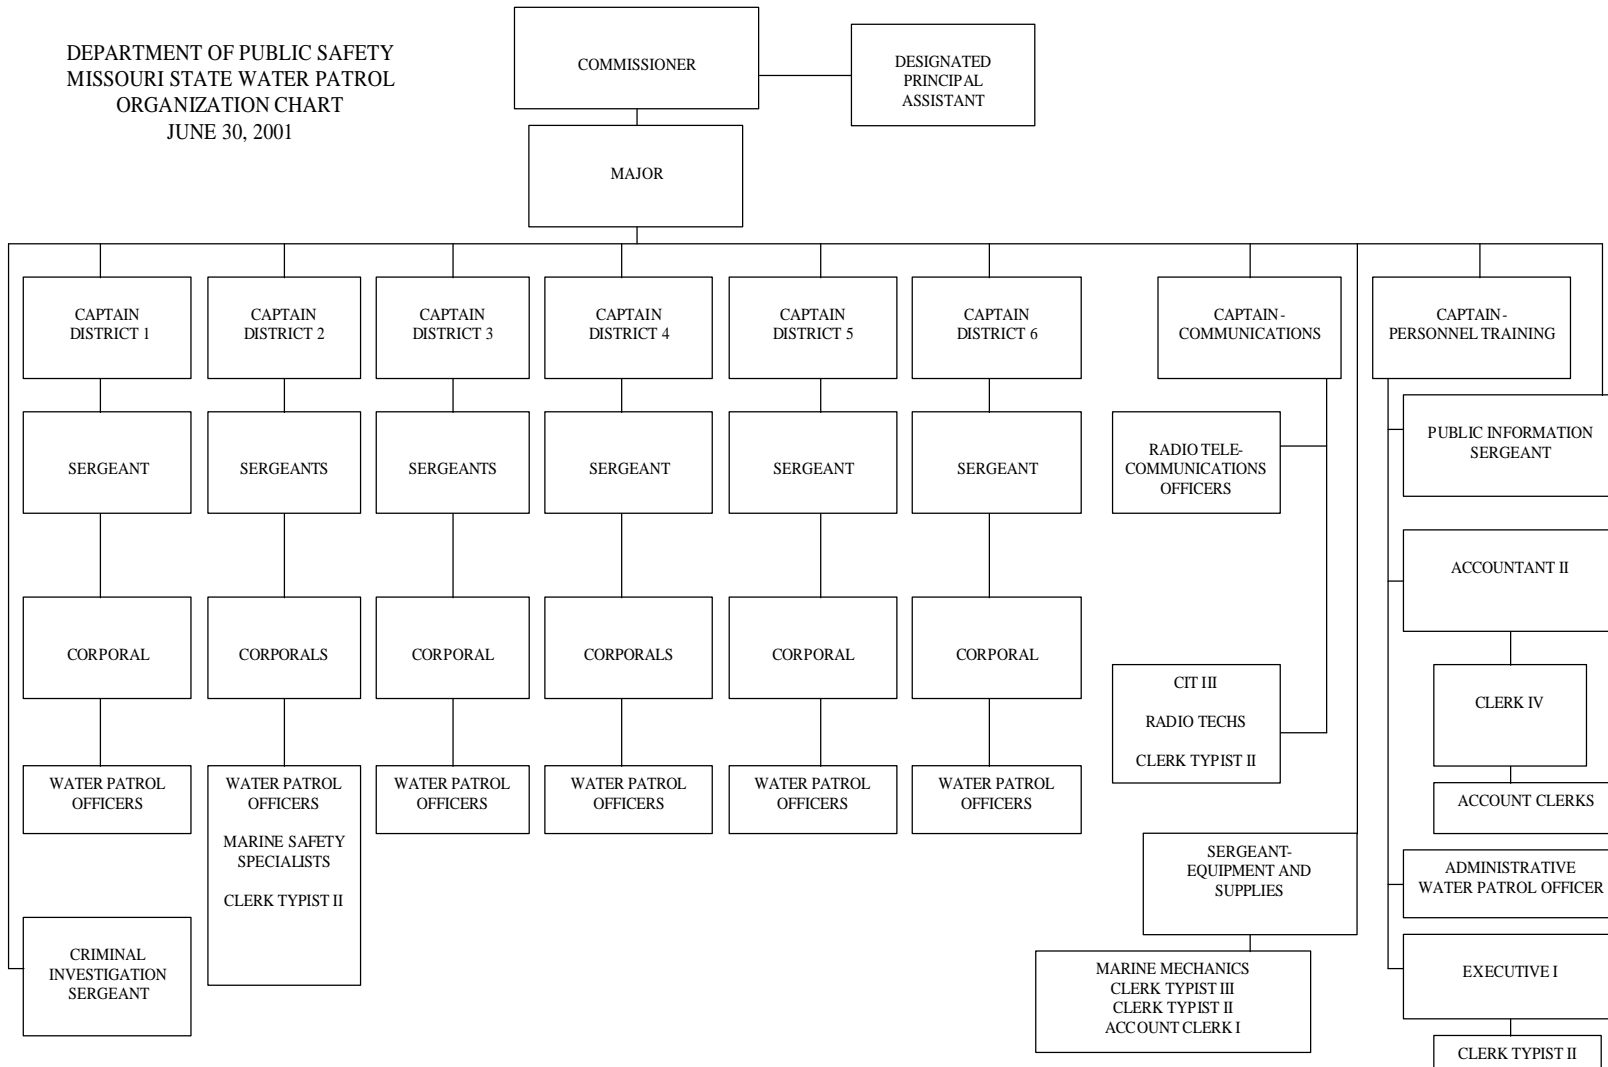 DEPARTMENT OF PUBLIC SAFETY
MISSOURI STATE WATER PATROL
ORGANIZATION CHART
JUNE 30, 2001
COMMISSIONER
DESIGNATED
PRINCIPAL
ASSISTANT
MAJOR
CAPTAIN
DISTRICT 1
CAPTAIN
DISTRICT 2
CAPTAIN
DISTRICT 3
CAPTAIN
DISTRICT 4
CAPTAIN
DISTRICT 5
CAPTAIN
DISTRICT 6
CAPTAIN-
COMMUNICATIONS
CAPTAIN-
PERSONNEL TRAINING
SERGEANT
SERGEANTS
SERGEANTS
SERGEANT
SERGEANT
SERGEANT
RADIO TELE-
COMMUNICATIONS
OFFICERS
PUBLIC INFORMATION
SERGEANT
ACCOUNTANT II
CORPORAL
CORPORALS
CORPORAL
CORPORALS
CORPORAL
CORPORAL
CIT III
RADIO TECHS
CLERK TYPIST II
CLERK IV
WATER PATROL
OFFICERS
WATER PATROL
OFFICERS
MARINE SAFETY
SPECIALISTS
CLERK TYPIST II
WATER PATROL
OFFICERS
WATER PATROL
OFFICERS
WATER PATROL
OFFICERS
WATER PATROL
OFFICERS
ACCOUNT CLERKS
SERGEANT-
EQUIPMENT AND
SUPPLIES
ADMINISTRATIVE
WATER PATROL OFFICER
CRIMINAL
INVESTIGATION
SERGEANT
MARINE MECHANICS
CLERK TYPIST III
CLERK TYPIST II
ACCOUNT CLERK I
EXECUTIVE I
CLERK TYPIST II